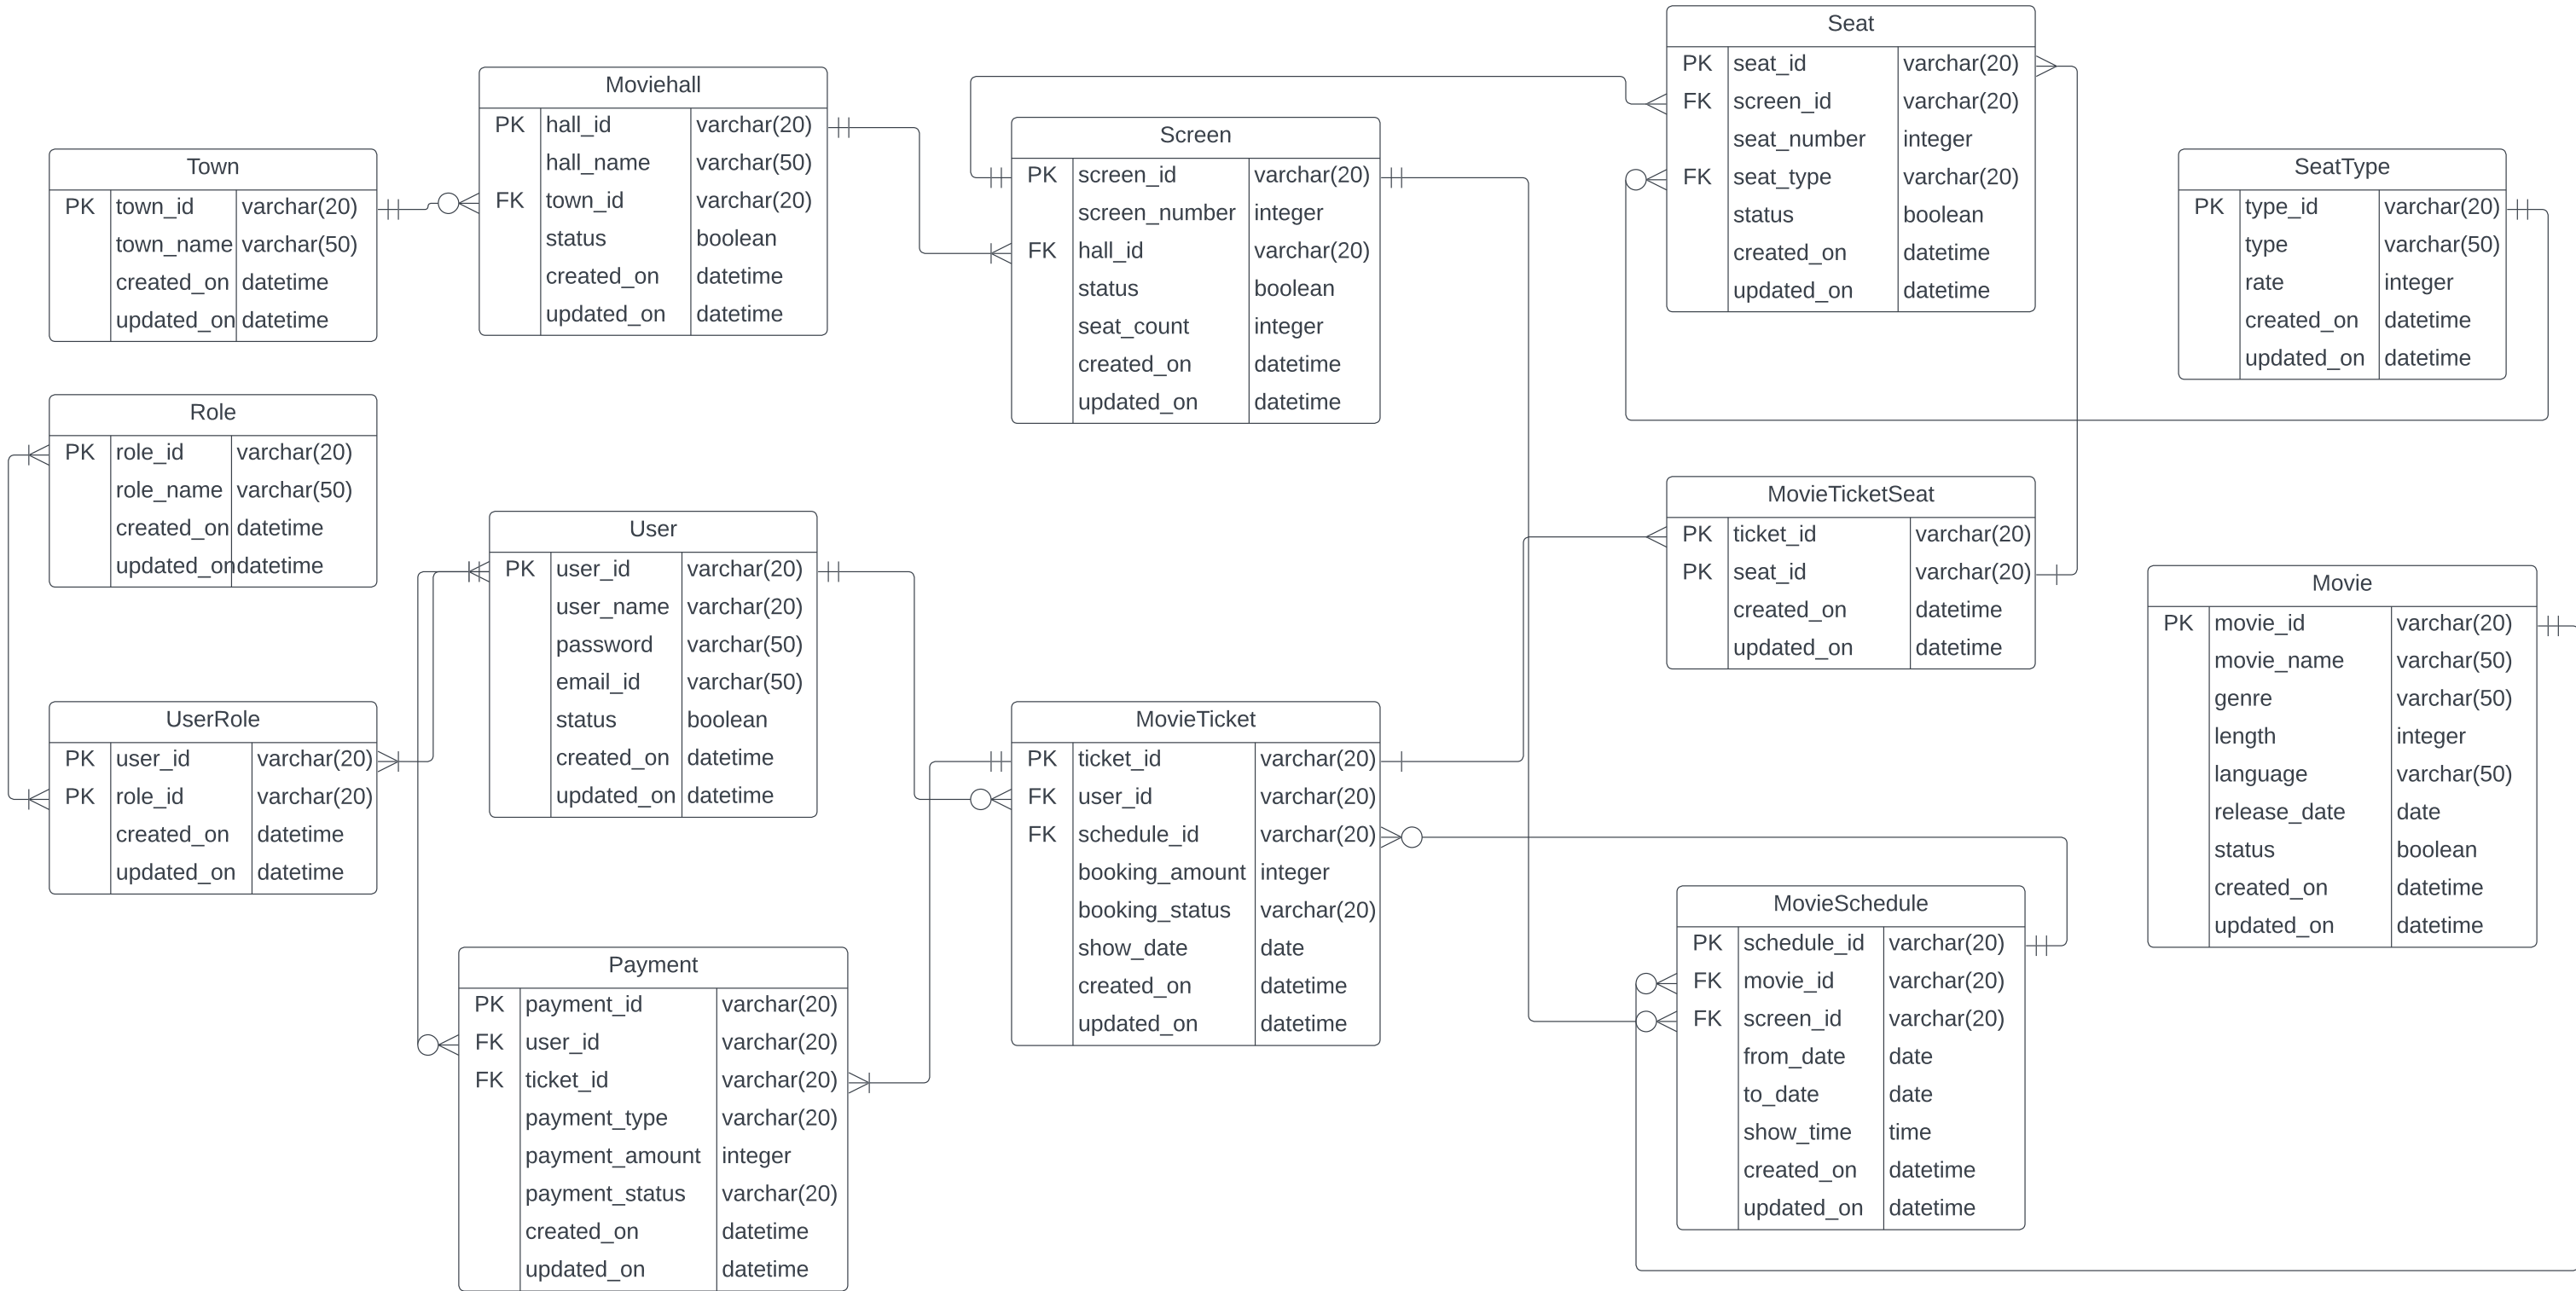 Town
PK town_id varchar(20)
town_name varchar(50)
created_on datetime
updated_on datetime
Moviehall
PK hall_id varchar(20)
hall_name varchar(50)
FK town_id varchar(20)
status boolean
created_on datetime
updated_on datetime
Screen
PK screen_id varchar(20)
screen_number integer
FK hall_id varchar(20)
status boolean
seat_count integer
created_on datetime
updated_on datetime
Seat
PK seat_id varchar(20)
FK screen_id varchar(20)
seat_number integer
FK seat_type varchar(20)
status boolean
created_on datetime
updated_on datetime
SeatType
PK type_id varchar(20)
type varchar(50)
rate integer
created_on datetime
updated_on datetime
Role
PK role_id varchar(20)
role_name varchar(50)
created_on datetime
updated_on datetime
User
PK user_id varchar(20)
user_name varchar(20)
password varchar(50)
email_id varchar(50)
status boolean
created_on datetime
updated_on datetime
MovieTicketSeat
PK ticket_id varchar(20)
PK seat_id varchar(20)
created_on datetime
updated_on datetime
Movie
PK movie_id varchar(20)
movie_name varchar(50)
genre varchar(50)
length integer
language varchar(50)
release_date date
status boolean
created_on datetime
updated_on datetime
UserRole
PK user_id varchar(20)
PK role_id varchar(20)
created_on datetime
updated_on datetime
MovieTicket
PK ticket_id varchar(20)
FK user_id varchar(20)
FK schedule_id varchar(20)
booking_amount integer
booking_status varchar(20)
show_date date
created_on datetime
updated_on datetime
MovieSchedule
PK schedule_id varchar(20)
FK movie_id varchar(20)
FK screen_id varchar(20)
from_date date
to_date date
show_time time
created_on datetime
updated_on datetime
Payment
PK payment_id varchar(20)
FK user_id varchar(20)
FK ticket_id varchar(20)
payment_type varchar(20)
payment_amount integer
payment_status varchar(20)
created_on datetime
updated_on datetime